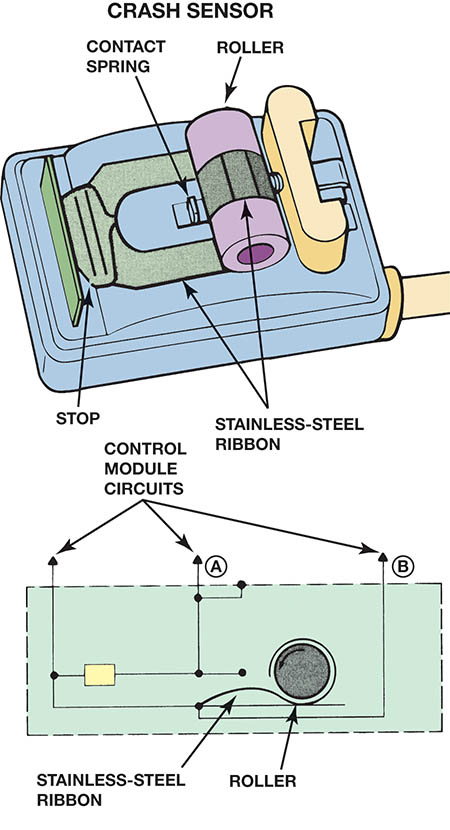 CRASH SENSOR
CONTACT
SPRING
ROLLER
STOP
STAINLESS-STEEL
RIBBON
CONTROL
MODULE
CIRCUITS
A
B
STAINLESS-STEEL
RIBBON
ROLLER